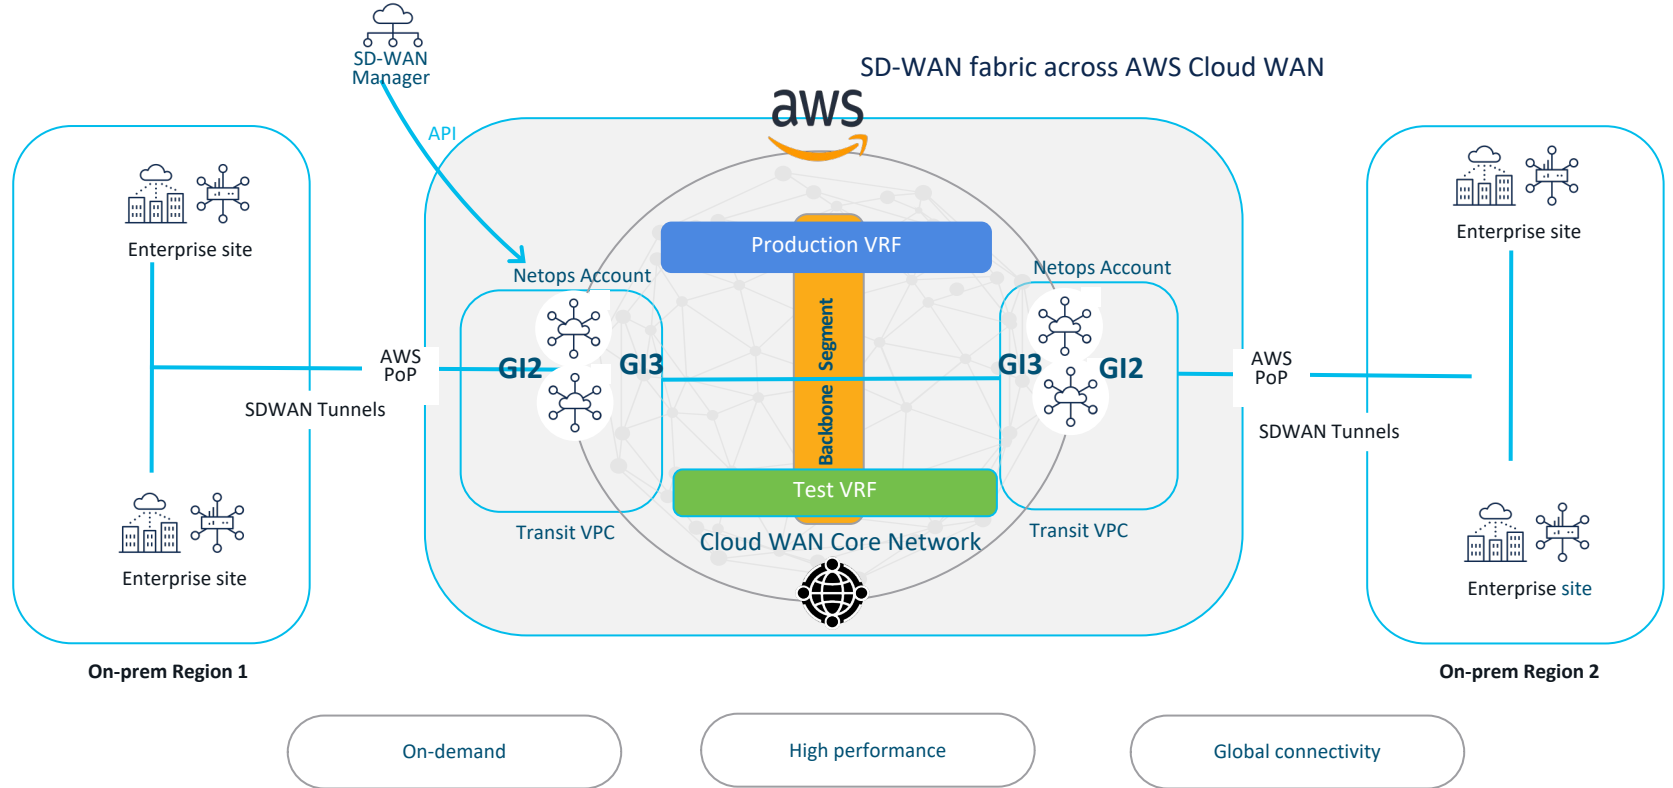 SD-WAN
Manager
SD-WAN fabric across AWS Cloud WAN
aws
API
Enterprise site
Enterprise site
Production VRF
Netops Account
Netops Account
Backbone Segment
AWS
PoP
GI2
GI3
GI3
GI2
AWS
PoP
SDWAN Tunnels
SDWAN Tunnels
Test VRF
Transit VPC
Transit VPC
Cloud WAN Core Network
Enterprise site
Enterprise site
On-prem Region 1
On-prem Region 2
On-demand
High performance
Global connectivity